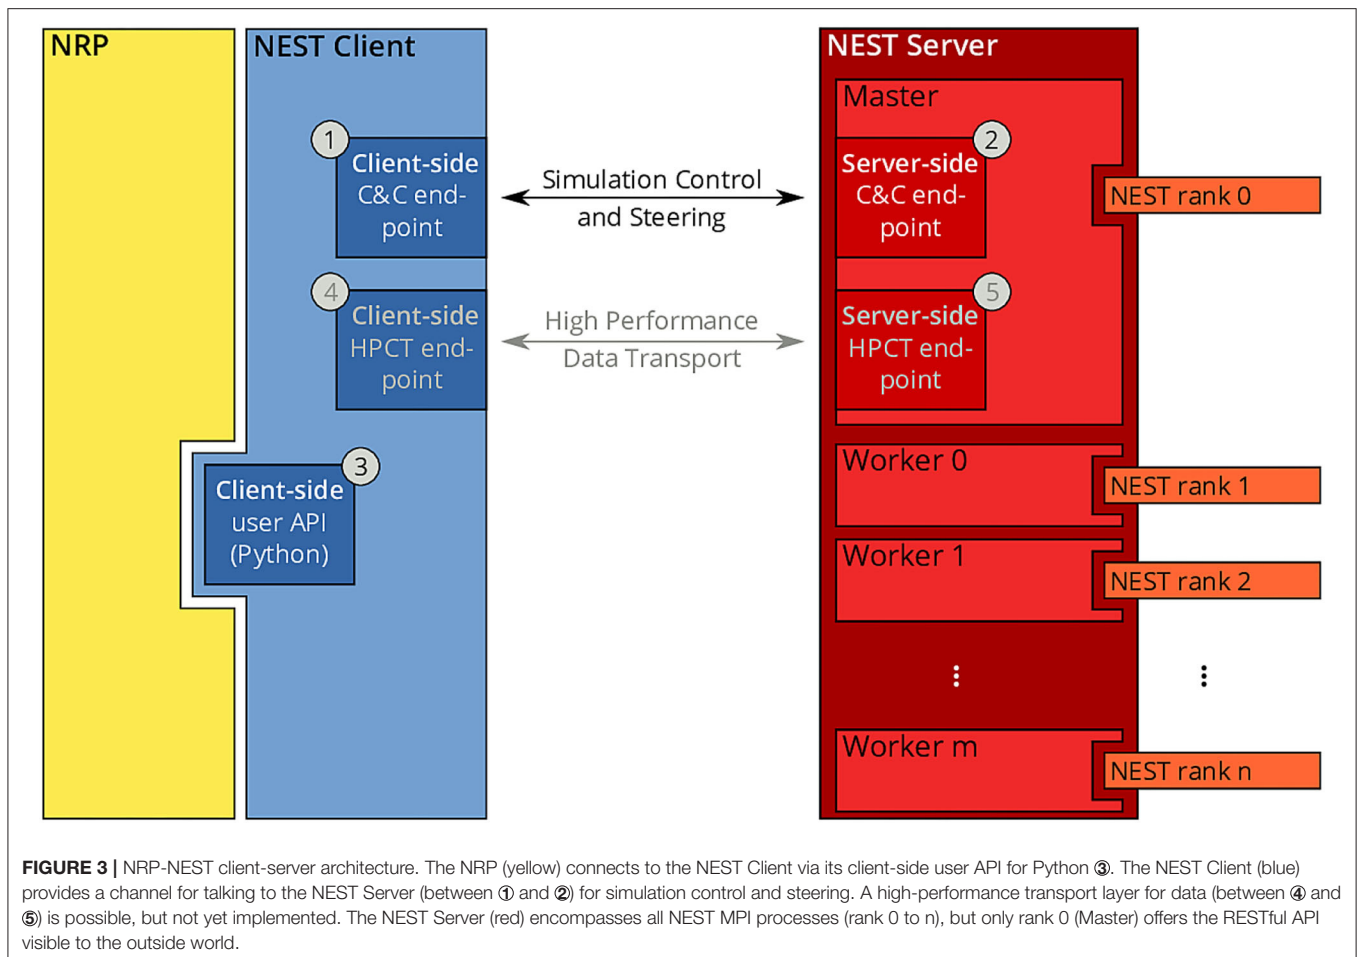 NRP
NEST Client
NEST Server
Master
1
Client-side
C&C end-
point
Simulation Control
and Steering
2
Server-side
C&C end-
point
NEST rank 0
4
Client-side
HPCT end-
point
High Performance
Data Transport
5
Server-side
HPCT end-
point
3
Client-side
user API
(Python)
Worker 0
NEST rank 1
Worker 1
NEST rank 2
⋮
⋮
Worker m
NEST rank n
FIGURE 3 | NRP-NEST client-server architecture. The NRP (yellow) connects to the NEST Client via its client-side user API for Python ③. The NEST Client (blue)
provides a channel for talking to the NEST Server (between ① and ②) for simulation control and steering. A high-performance transport layer for data (between ④ and
⑤) is possible, but not yet implemented. The NEST Server (red) encompasses all NEST MPI processes (rank 0 to n), but only rank 0 (Master) offers the RESTful API
visible to the outside world.